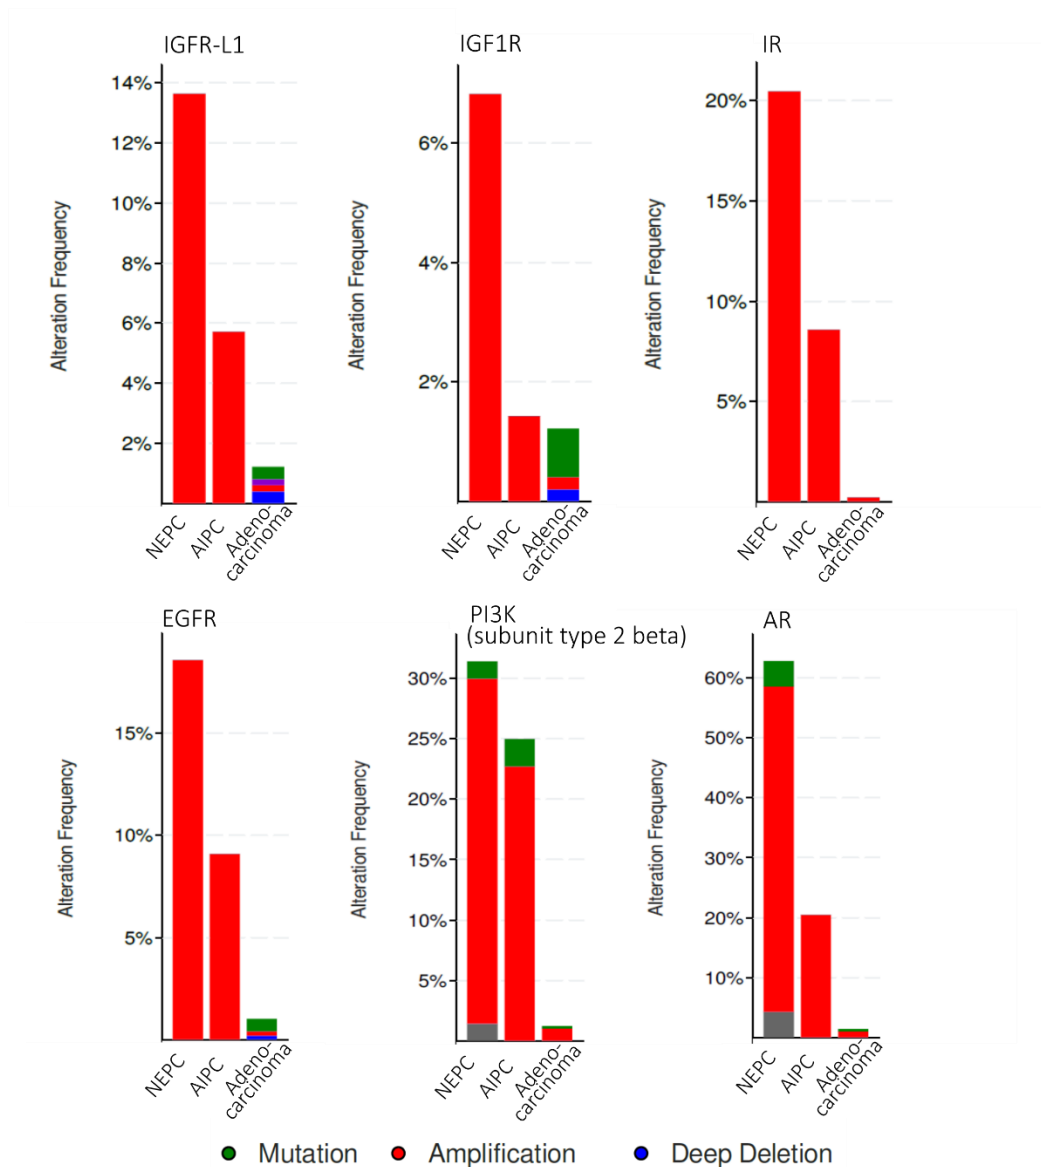 IGFR-L1
14%
12%
10%
8%
6%
4%
2%
Alteration Frequency
NEPC
AIPC
Adeno-
carcinoma
IGF1R
6%
4%
2%
Alteration Frequency
NEPC
AIPC
Adeno-
carcinoma
IR
20%
15%
10%
5%
Alteration Frequency
NEPC
AIPC
Adeno-
carcinoma
EGFR
15%
10%
5%
Alteration Frequency
NEPC
AIPC
Adeno-
carcinoma
PI3K
(subunit type 2 beta)
30%
25%
20%
15%
10%
5%
Alteration Frequency
NEPC
AIPC
Adeno-
carcinoma
AR
60%
50%
40%
30%
20%
10%
Alteration Frequency
NEPC
AIPC
Adeno-
carcinoma
Mutation
Amplification
Deep Deletion